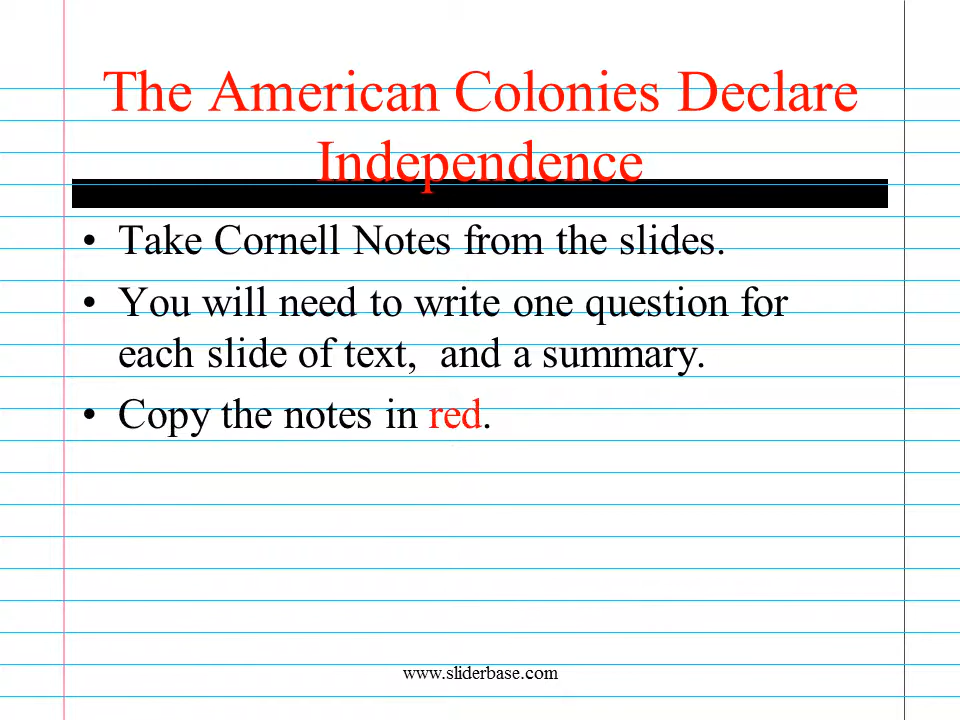 The American Colonies Declare
Independence
• Take Cornell Notes from the slides.
• You will need to write one question for
each slide of text,  and a summary.
• Copy the notes in red.
www.sliderbase.com